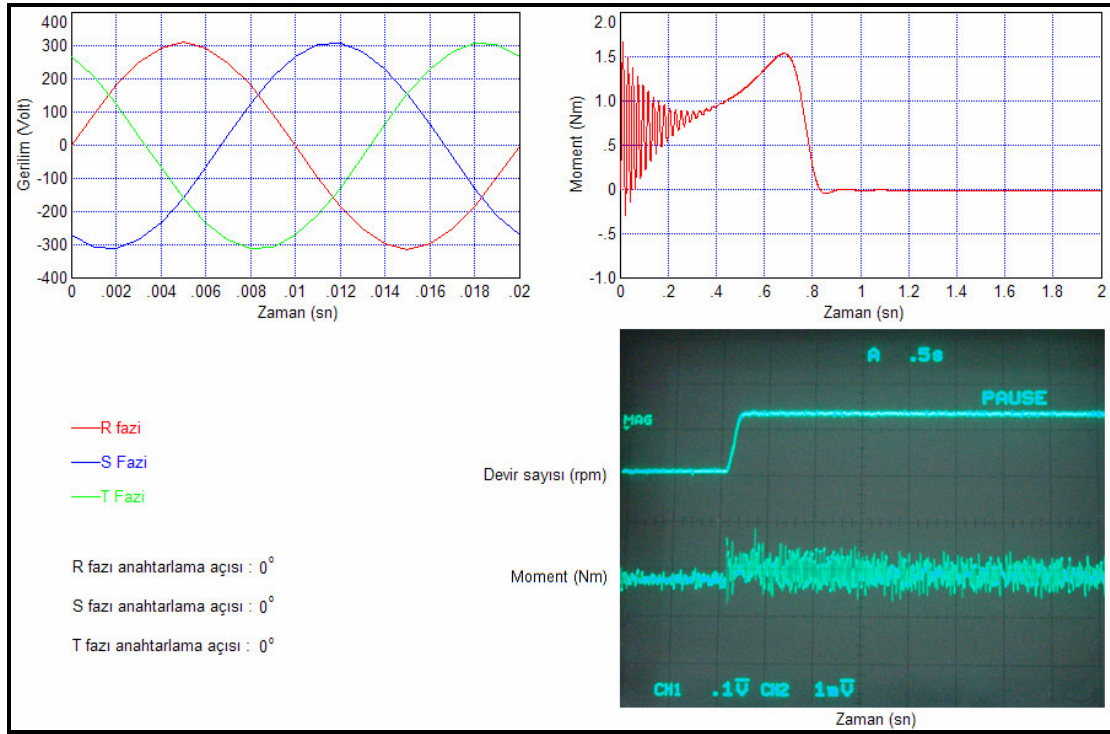 400
300
200
100
0
-100
-200
-300
-400
Gerilim (Volt)
0 .002 .004 .006 .008 .01 .012 .014 .016 .018 .02
Zaman (sn)
2.0
1.5
1.0
.5
0
-.5
-1.0
Moment (Nm)
0 .2 .4 .6 .8 1 1.2 1.4 1.6 1.8 2
Zaman (sn)
R fazi
S Fazi
T Fazi
R fazı anahtarlama açısı : 0°
S fazı anahtarlama açısı : 0°
T fazı anahtarlama açısı : 0°
A .5s
PAUSE
MAG
Devir sayısı (rpm)
Moment (Nm)
CH1 .1V CH2 1mV
Zaman (sn)